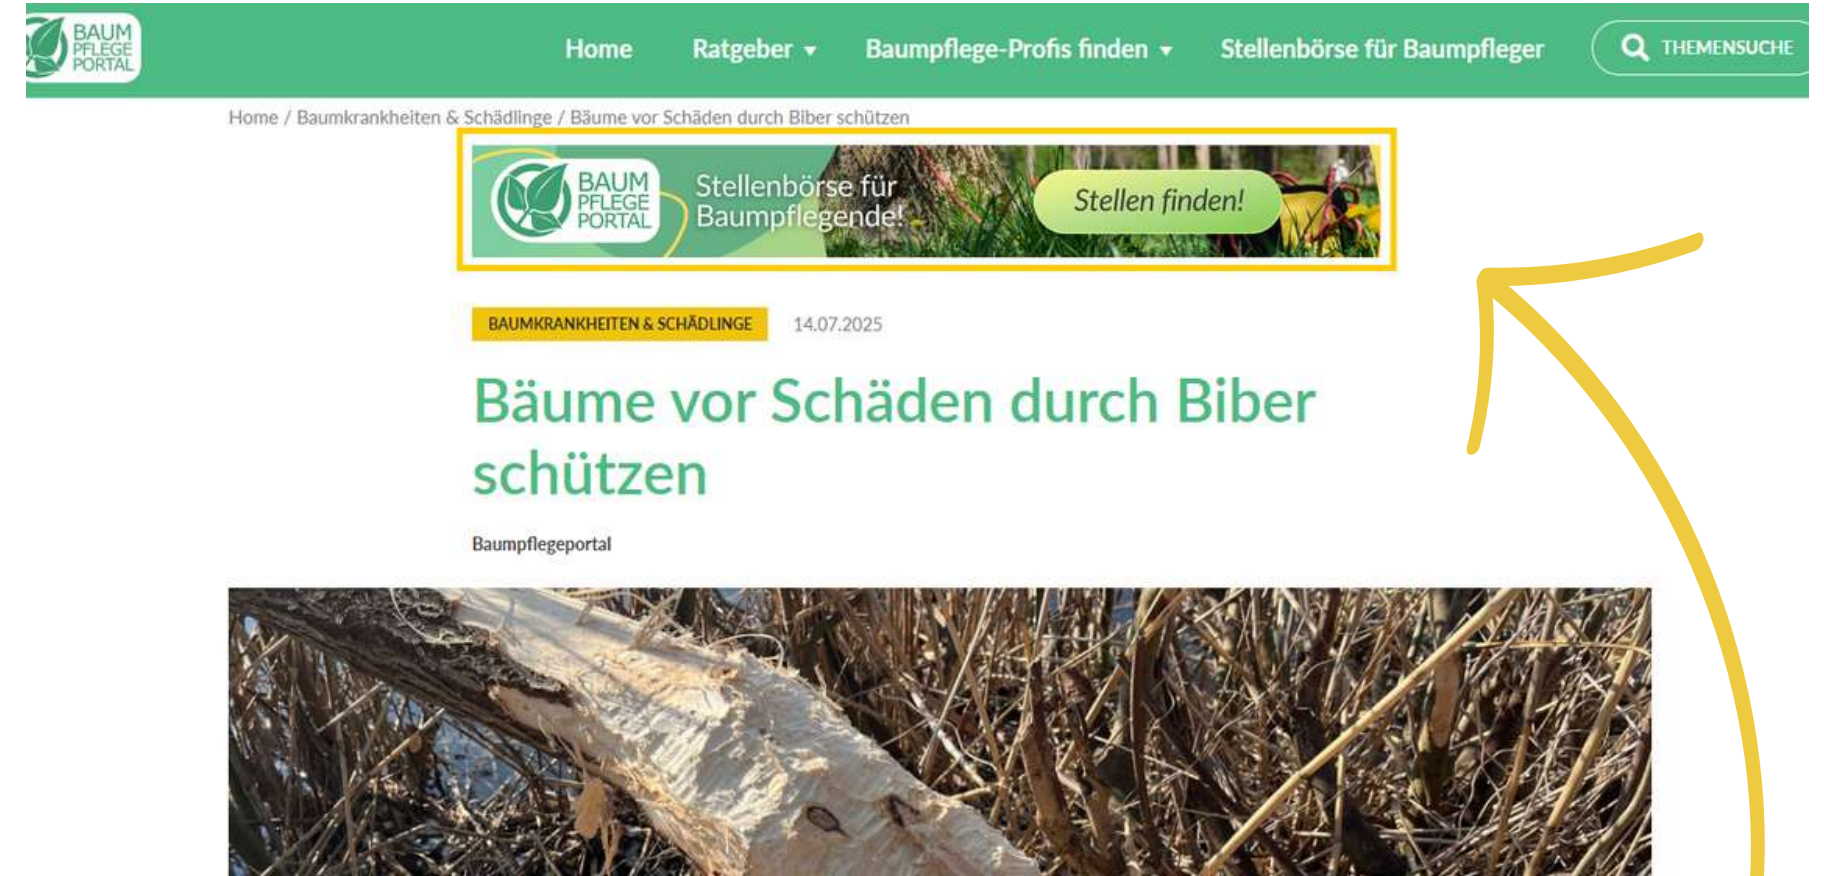 BAUM
PFLEGE
PORTAL
Home Ratgeber Baumpflege-Profis finden Stellenbörse für Baumpfleger THEMENSUCHE
Home / Baumkrankheiten & Schädlinge / Bäume vor Schäden durch Biber schützen
BAUM
PFLEGE
PORTAL
Stellenbörse für
Baumpflegende!
Stellen finden!
BAUMKRANKHEITEN & SCHÄDLINGE 14.07.2025
Bäume vor Schäden durch Biber
schützen
Baumpflegeportal